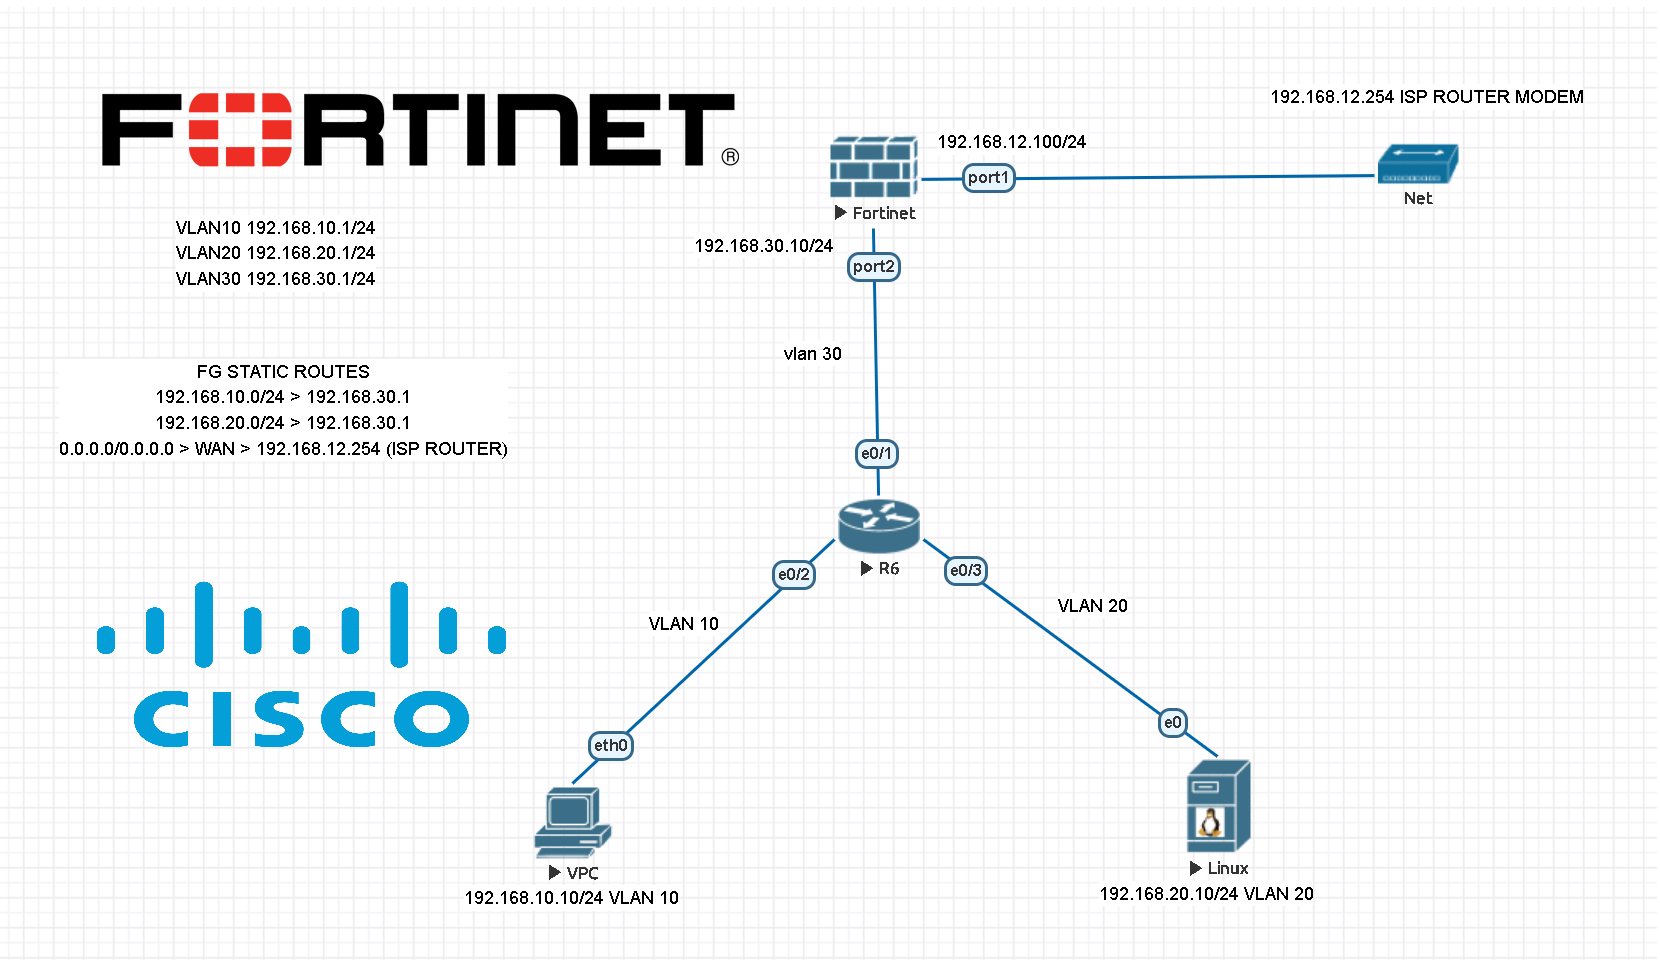 FORTINET®
192.168.12.254 ISP ROUTER MODEM
192.168.12.100/24
port1
Net
Fortinet
VLAN10 192.168.10.1/24
VLAN20 192.168.20.1/24
VLAN30 192.168.30.1/24
192.168.30.10/24
port2
vlan 30
FG STATIC ROUTES
192.168.10.0/24 > 192.168.30.1
192.168.20.0/24 > 192.168.30.1
0.0.0.0/0.0.0.0 > WAN > 192.168.12.254 (ISP ROUTER)
e0/1
R6
e0/2
e0/3
VLAN 10
VLAN 20
CISCO
eth0
e0
VPC
192.168.10.10/24 VLAN 10
Linux
192.168.20.10/24 VLAN 20